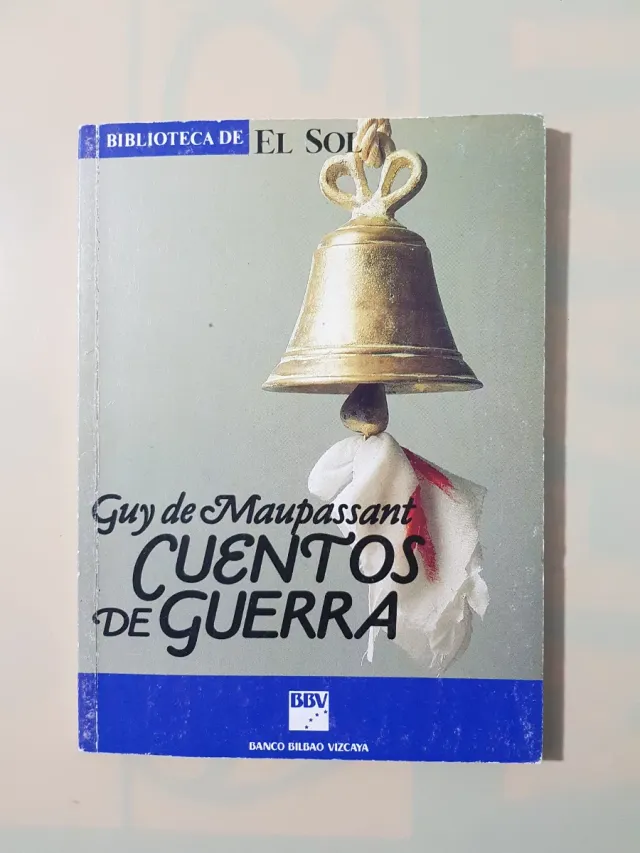 BIBLIOTECA DE EL SOL
Guy de Maupassant
CUENTOS
DE GUERRA
BBV
BANCO BILBAO VIZCAYA